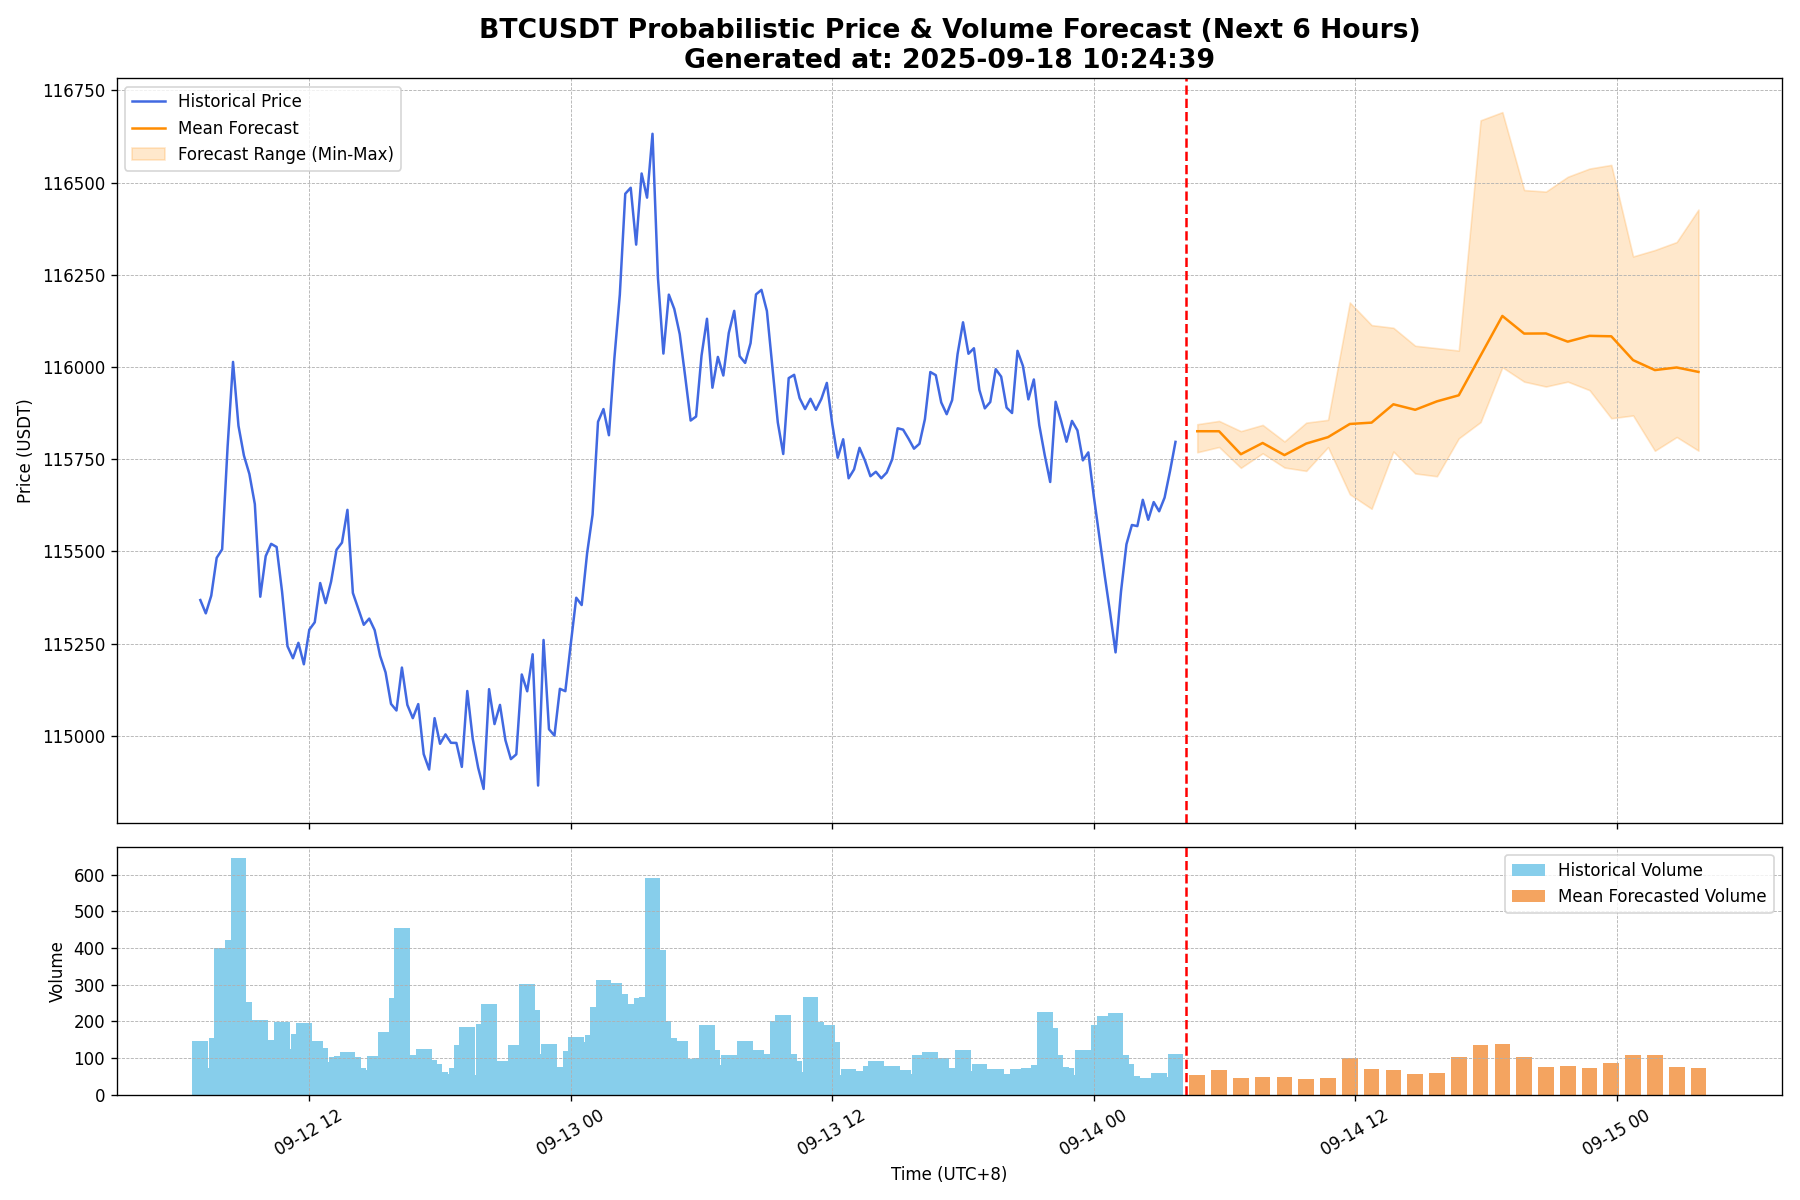 BTCUSDT Probabilistic Price & Volume Forecast (Next 6 Hours)
Generated at: 2025-09-18 10:24:39
Historical Price
Mean Forecast
Forecast Range (Min-Max)
Price (USDT)
116750
116500
116250
116000
115750
115500
115250
115000
Historical Volume
Mean Forecasted Volume
Volume
600
500
400
300
200
100
0
09-12 12
09-13 00
09-13 12
09-14 00
09-14 12
09-15 00
Time (UTC+8)